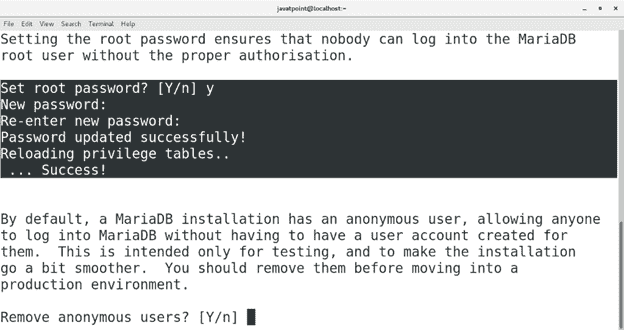 javatpoint@localhost:~
File Edit View Search Terminal Help
Setting the root password ensures that nobody can log into the MariaDB
root user without the proper authorisation.
Set root password? [Y/n] y
New password:
Re-enter new password:
Password updated successfully!
Reloading privilege tables..
 ... Success!
By default, a MariaDB installation has an anonymous user, allowing anyone
to log into MariaDB without having to have a user account created for
them.  This is intended only for testing, and to make the installation
go a bit smoother.  You should remove them before moving into a
production environment.
Remove anonymous users? [Y/n]